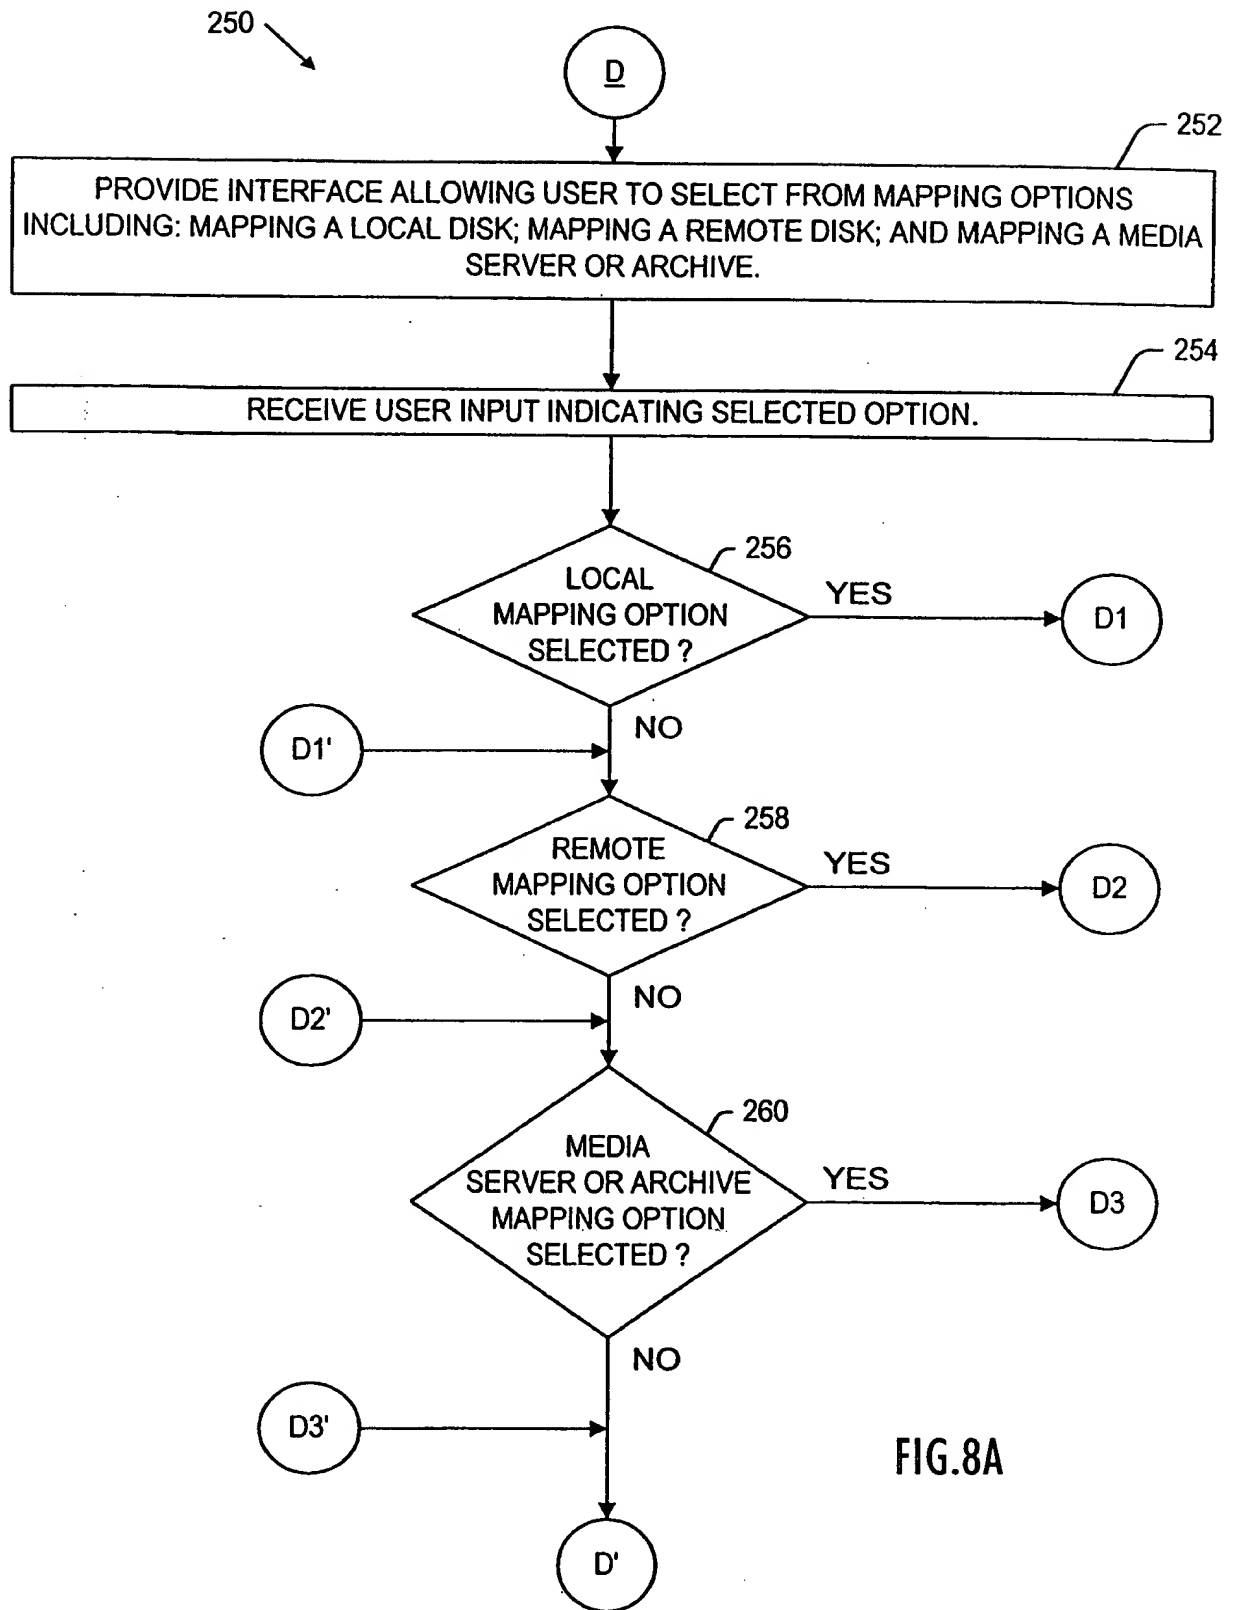 250
D
252
PROVIDE INTERFACE ALLOWING USER TO SELECT FROM MAPPING OPTIONS
INCLUDING: MAPPING A LOCAL DISK; MAPPING A REMOTE DISK; AND MAPPING A MEDIA
SERVER OR ARCHIVE.
254
RECEIVE USER INPUT INDICATING SELECTED OPTION.
256
LOCAL
MAPPING OPTION
SELECTED ?
YES
D1
NO
D1'
258
REMOTE
MAPPING OPTION
SELECTED ?
YES
D2
NO
D2'
260
MEDIA
SERVER OR ARCHIVE
MAPPING OPTION
SELECTED ?
YES
D3
NO
D3'
FIG.8A
D'